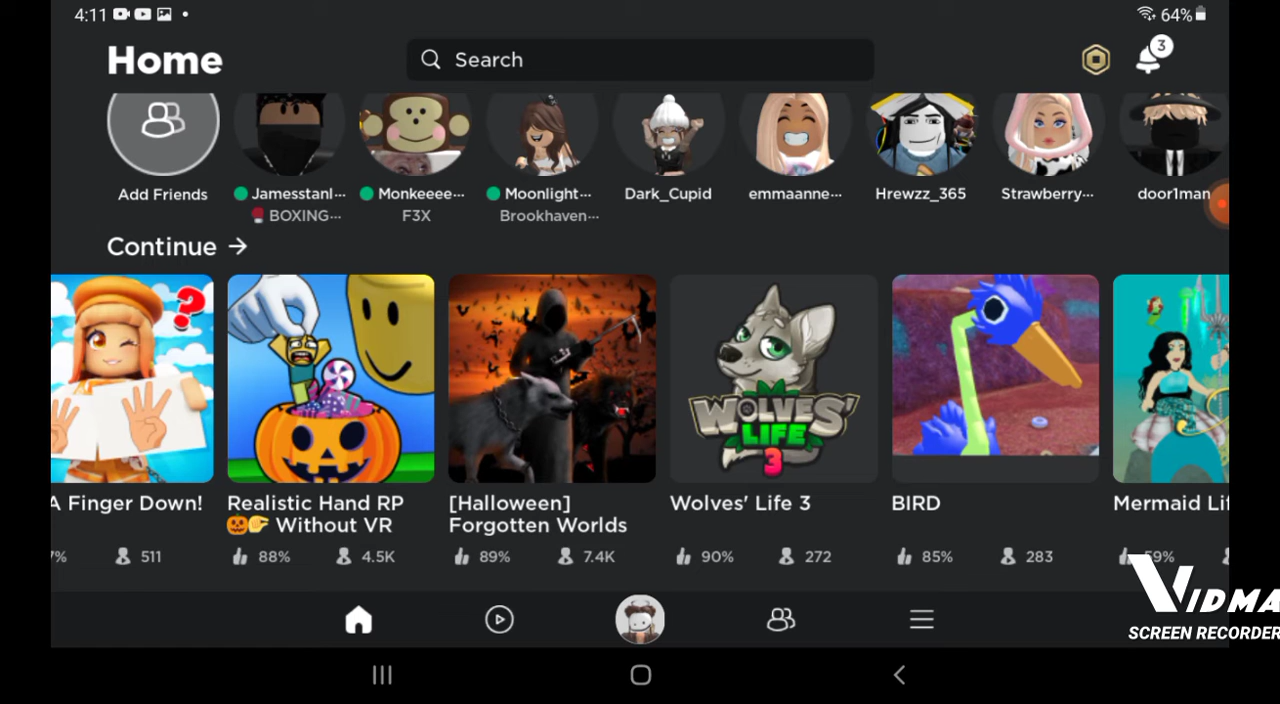 4:11
64%
Home
Search
3
Add Friends
Jamesstanl...
Monkeeee...
Moonlight...
Dark_Cupid
emmaanne...
Hrewzz_365
Strawberry...
door1man
BOXING...
F3X
Brookhaven...
Continue →
?
WOLVES'
LIFE
3
A Finger Down!
Realistic Hand RP
🎃👉 Without VR
[Halloween]
Forgotten Worlds
Wolves' Life 3
BIRD
Mermaid Li
7%
511
88%
4.5K
89%
7.4K
90%
272
85%
283
59%
VIDMA
SCREEN RECORDER